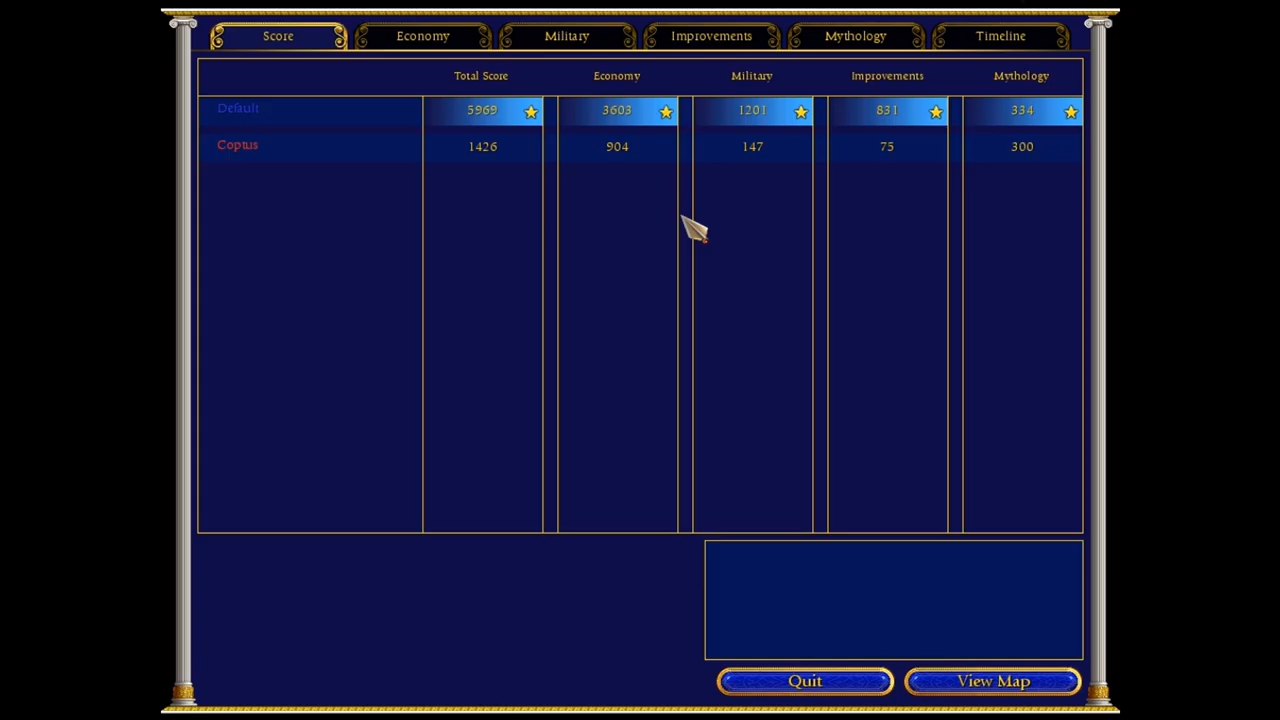 Score Economy Military Improvements Mythology Timeline
Total Score Economy Military Improvements Mythology
Default 5969 3603 1201 831 334
Coptus 1426 904 147 75 300
Quit View Map